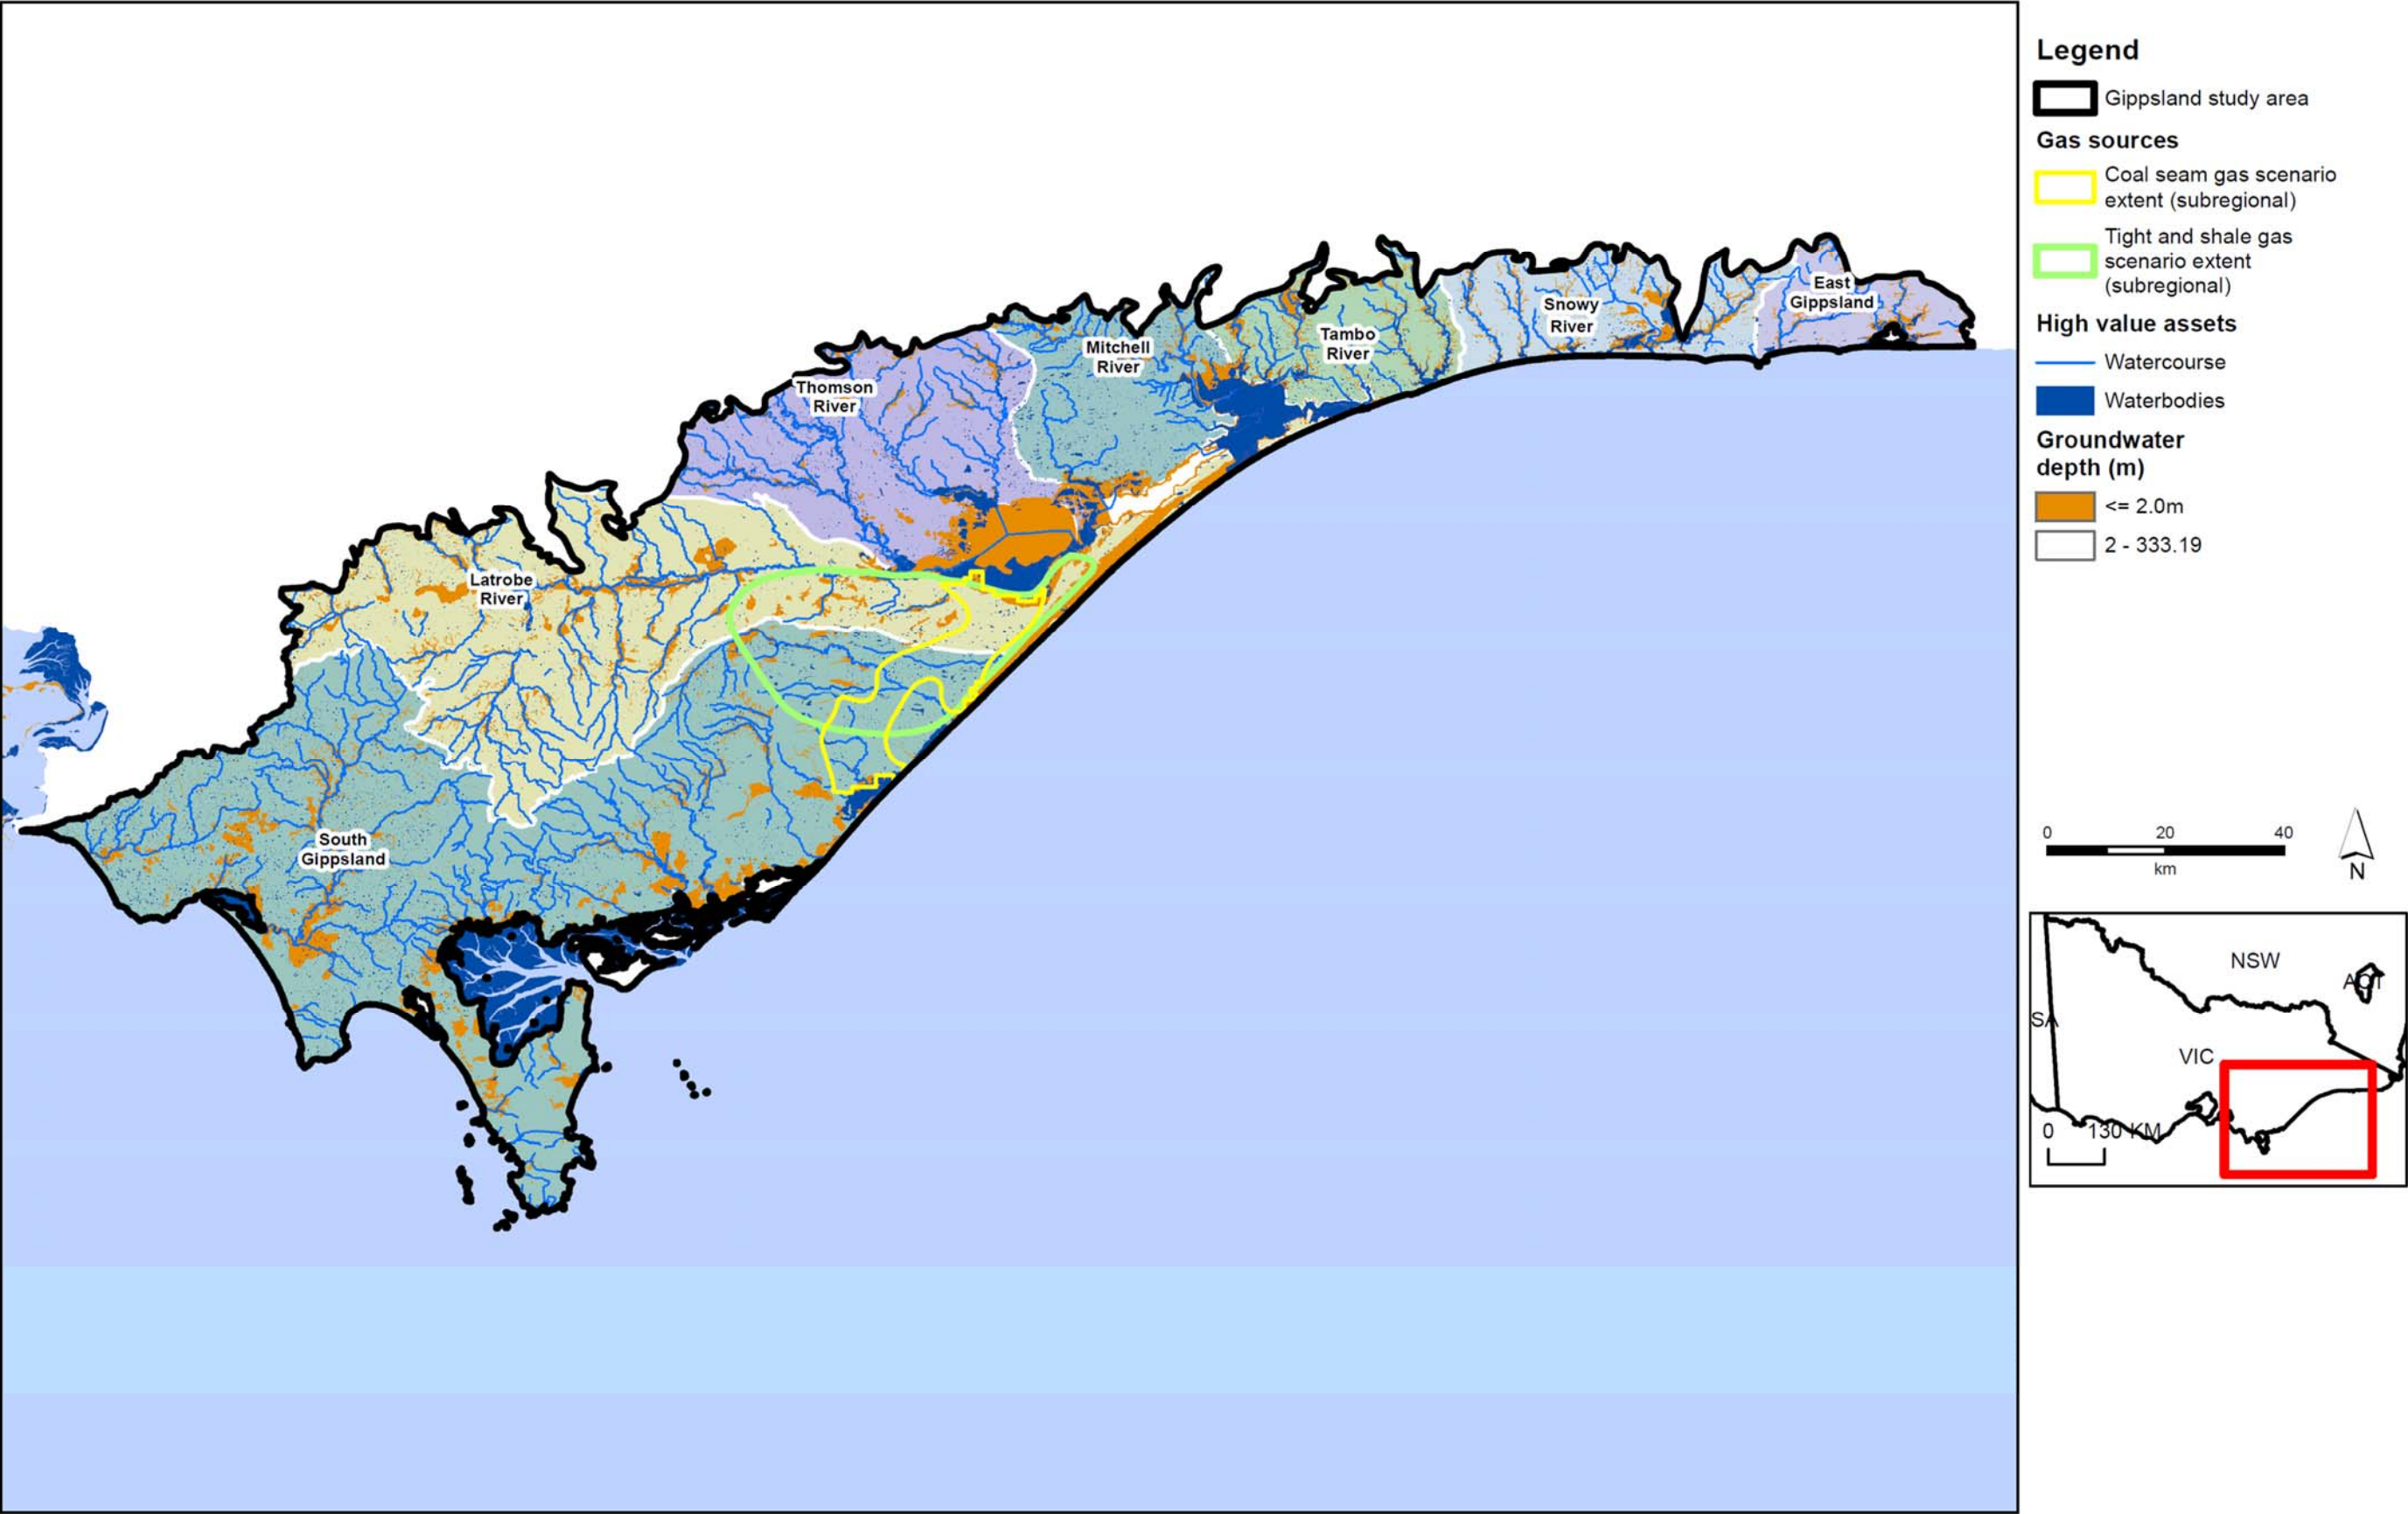 Legend
Gippsland study area
Gas sources
Coal seam gas scenario
extent (subregional)
Tight and shale gas
scenario extent
(subregional)
High value assets
Watercourse
Waterbodies
Groundwater
depth (m)
<= 2.0m
2 - 333.19
East
Gippsland
Snowy
River
Tambo
River
Mitchell
River
Thomson
River
Latrobe
River
South
Gippsland
0 20 40
km
N
NSW
ACT
SA
VIC
0 130 KM